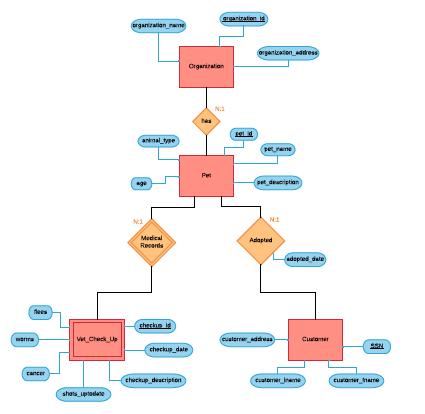 organization_id
organization_name
organization_address
Organization
N:1
has
pet_id
animal_type
pet_name
Pet
age
pet_description
N:1
N:1
Medical
Records
Adopted
adopted_date
flees
checkup_id
worms
Vet_Check_Up
customer_address
Customer
SSN
checkup_date
cancer
checkup_description
customer_lname
customer_fname
shots_uptodate